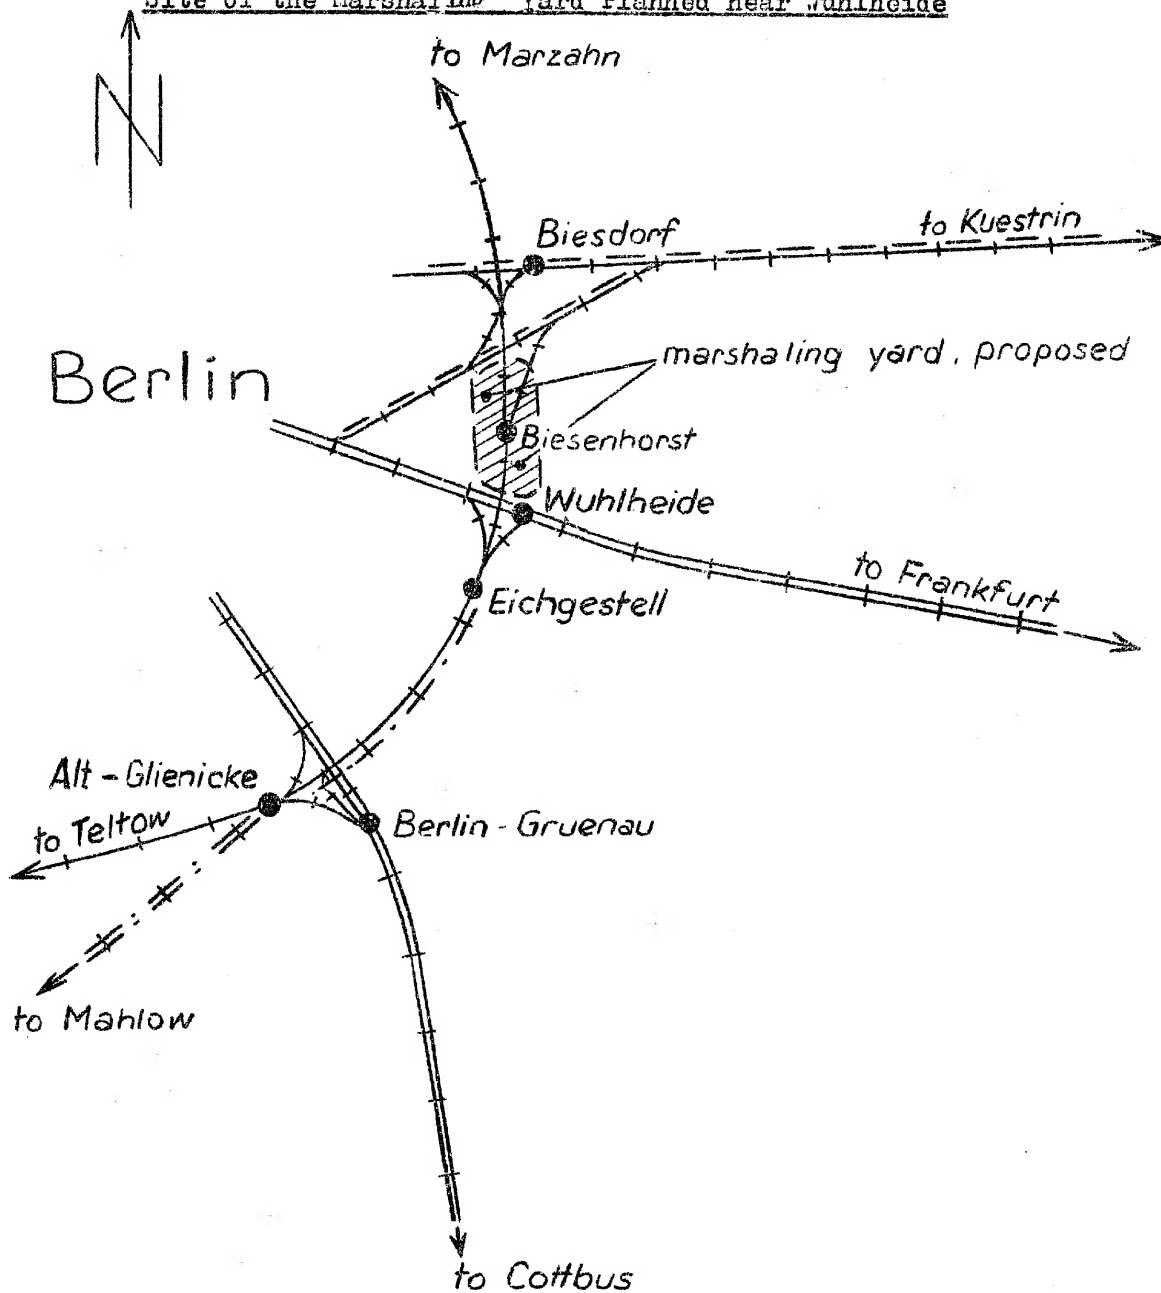 Site of the Marshaling Yard Planned near Wuhlheide
N
to Marzahn
Biesdorf
to Kuestrin
marshaling yard, proposed
Berlin
Biesenhorst
Wuhlheide
to Frankfurt
Eichgestell
Alt-Glienicke
to Teltow
Berlin-Gruenau
to Mahlow
to Cottbus